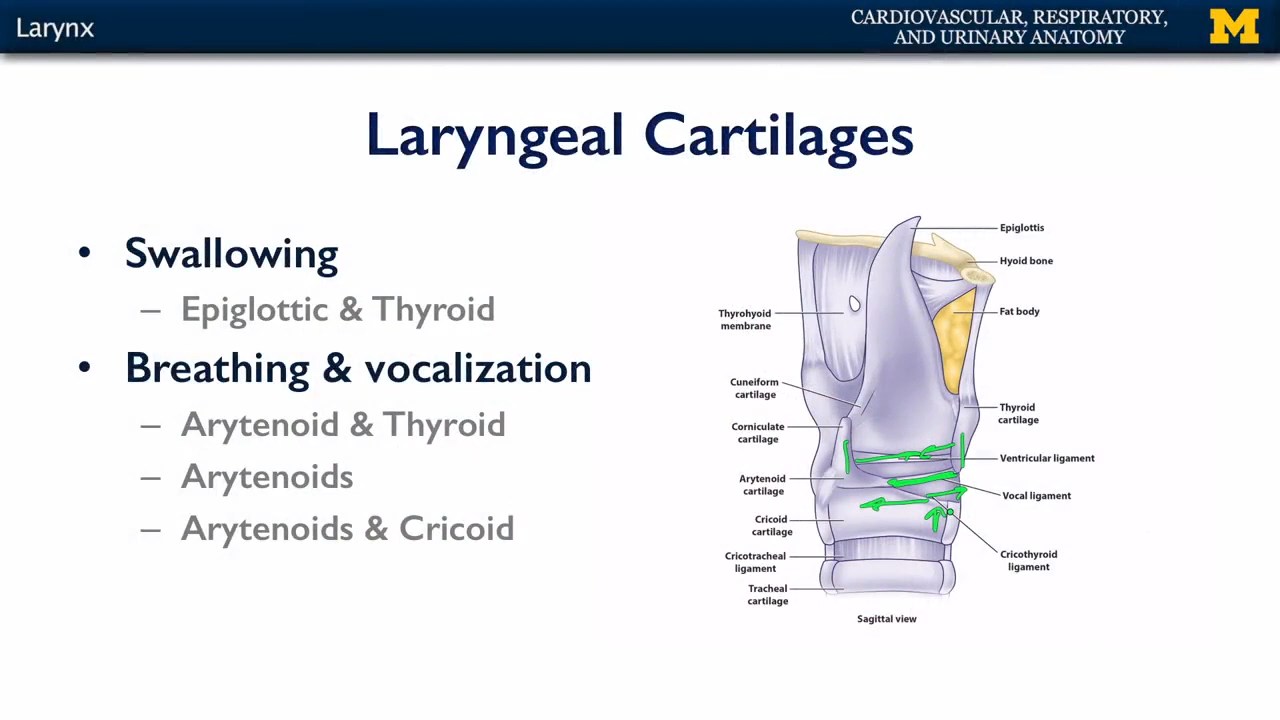 Larynx
CARDIOVASCULAR, RESPIRATORY,
AND URINARY ANATOMY
M
Laryngeal Cartilages
• Swallowing
– Epiglottic & Thyroid
• Breathing & vocalization
– Arytenoid & Thyroid
– Arytenoids
– Arytenoids & Cricoid
Thyrohyoid
membrane
Cuneiform
cartilage
Corniculate
cartilage
Arytenoid
cartilage
Cricoid
cartilage
Cricotracheal
ligament
Tracheal
cartilage
Epiglottis
Hyoid bone
Fat body
Thyroid
cartilage
Ventricular ligament
Vocal ligament
Cricothyroid
ligament
Sagittal view